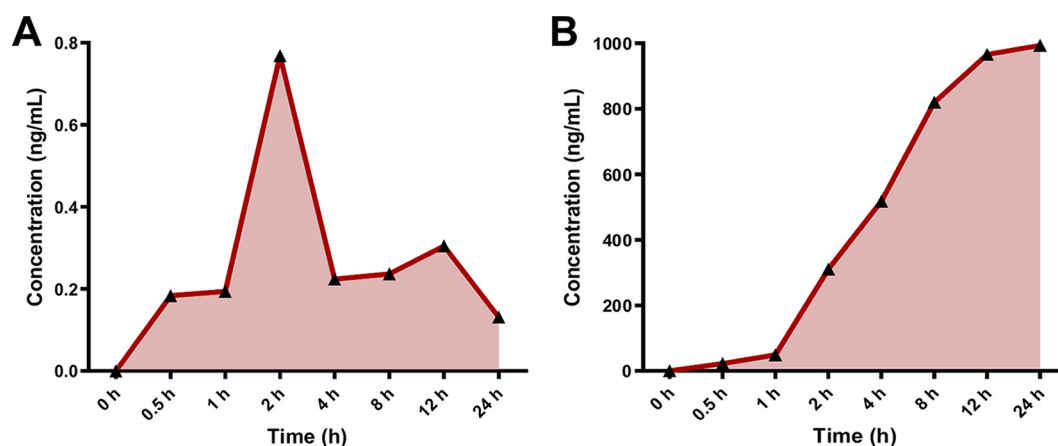 A
Concentration (ng/mL)
0.8
0.6
0.4
0.2
0.0
0 h
0.5 h
1 h
2 h
4 h
8 h
12 h
24 h
Time (h)
B
Concentration (ng/mL)
1000
800
600
400
200
0
0 h
0.5 h
1 h
2 h
4 h
8 h
12 h
24 h
Time (h)